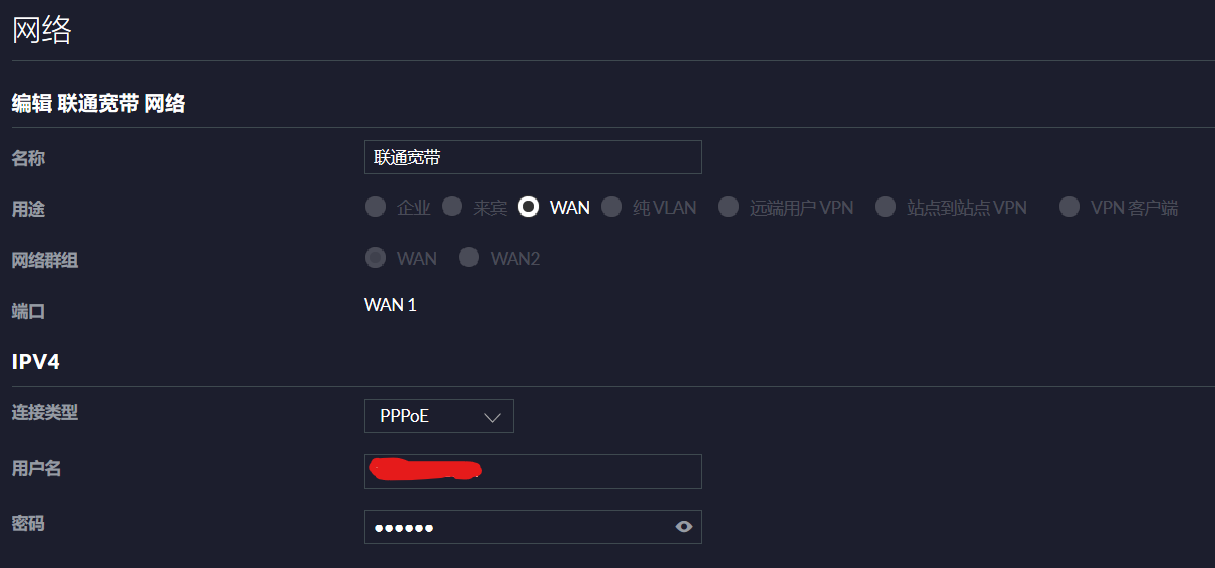 网络
编辑 联通宽带 网络
名称 联通宽带
用途 企业 来宾 WAN 纯 VLAN 远端用户 VPN 站点到站点 VPN VPN 客户端
网络群组 WAN WAN2
端口 WAN 1
IPV4
连接类型 PPPoE
用户名
密码 ●●●●●●